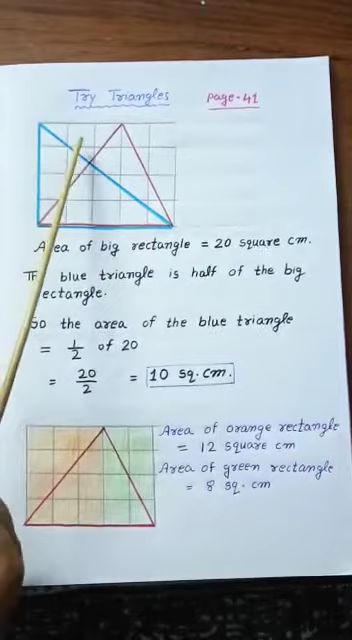 Try Triangles
Page-41
Area of big rectangle = 20 square cm.
blue triangle is half of the big
ectangle.
So the area of the blue triangle
= 1/2 of 20
= 20/2 = 10 sq.cm.
Area of orange rectangle
= 12 square cm
Area of green rectangle
= 8 sq.cm